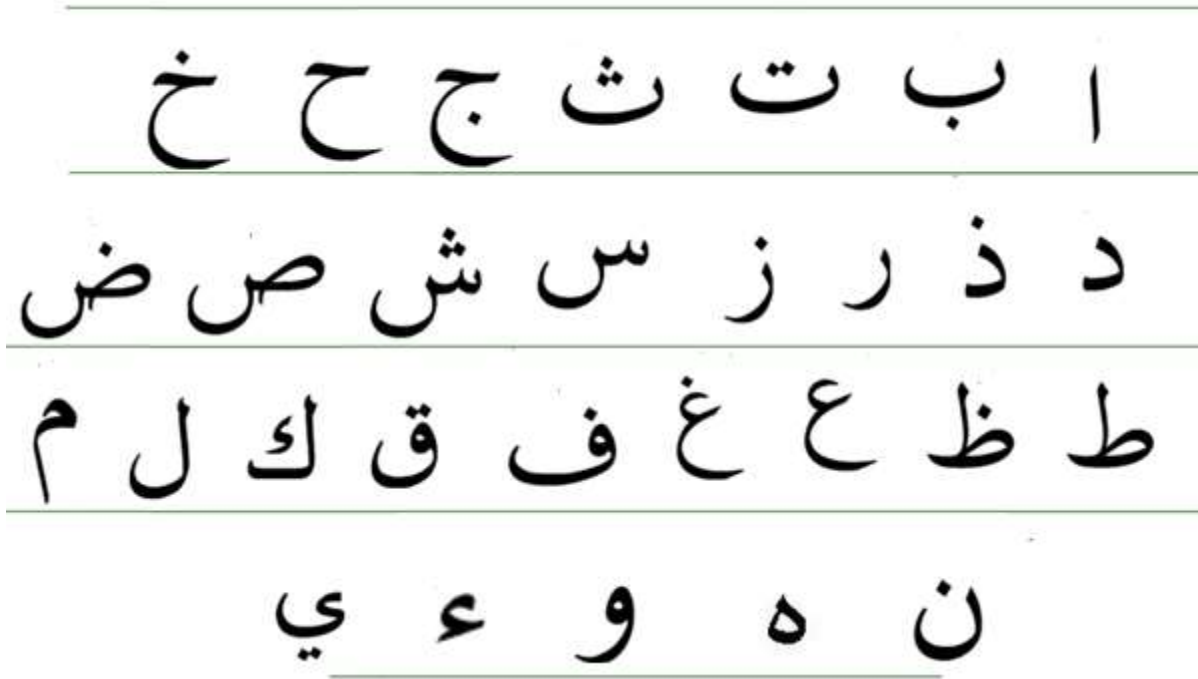 ا ب ت ث ج ح خ
د ذ ر ز س ش ص ض
ط ظ ع غ ف ق ك ل م
ن ه و ء ي